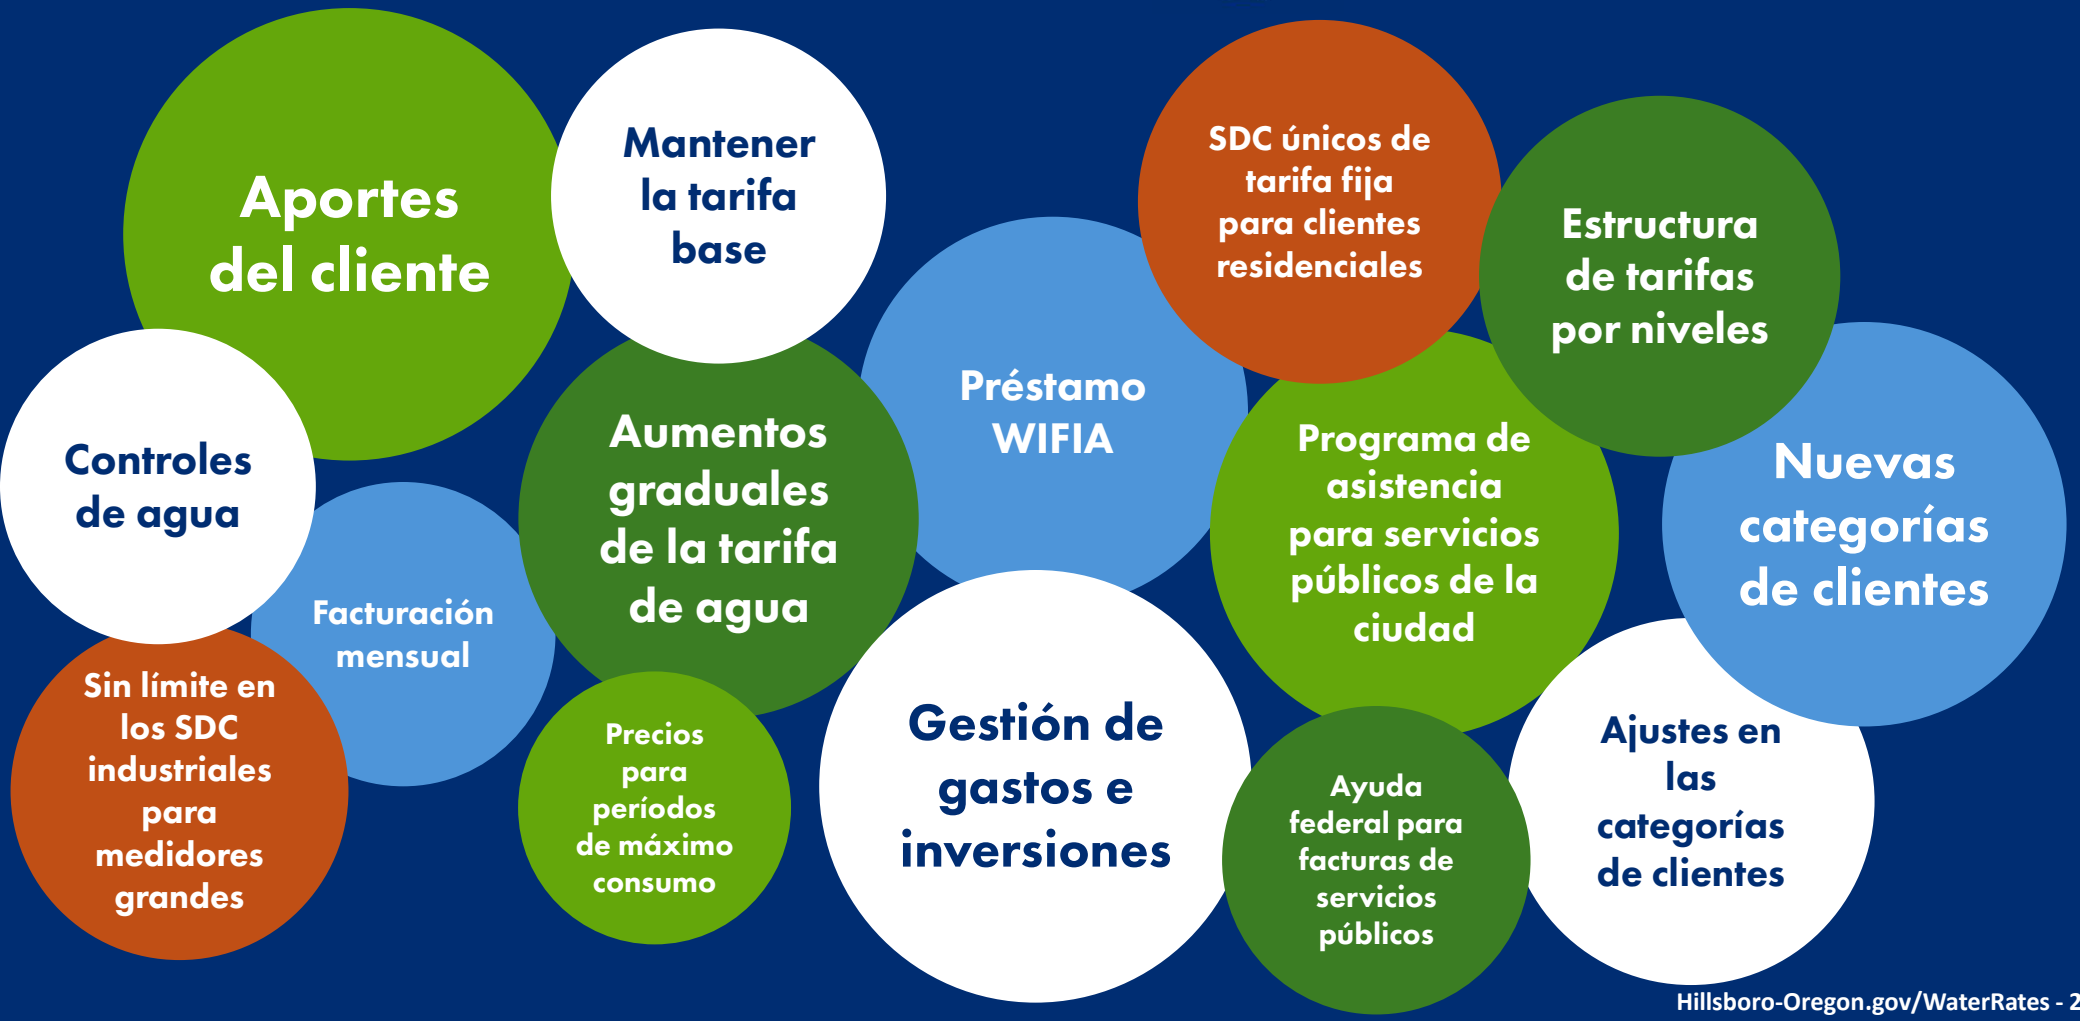 Aportes
del cliente
Mantener
la tarifa
base
SDC únicos de
tarifa fija
para clientes
residenciales
Estructura
de tarifas
por niveles
Controles
de agua
Aumentos
graduales
de la tarifa
de agua
Préstamo
WIFIA
Programa de
asistencia
para servicios
públicos de la
ciudad
Nuevas
categorías
de clientes
Facturación
mensual
Sin límite en
los SDC
industriales
para
medidores
grandes
Precios
para
períodos
de máximo
consumo
Gestión de
gastos e
inversiones
Ayuda
federal para
facturas de
servicios
públicos
Ajustes en
las
categorías
de clientes
Hillsboro-Oregon.gov/WaterRates - 2